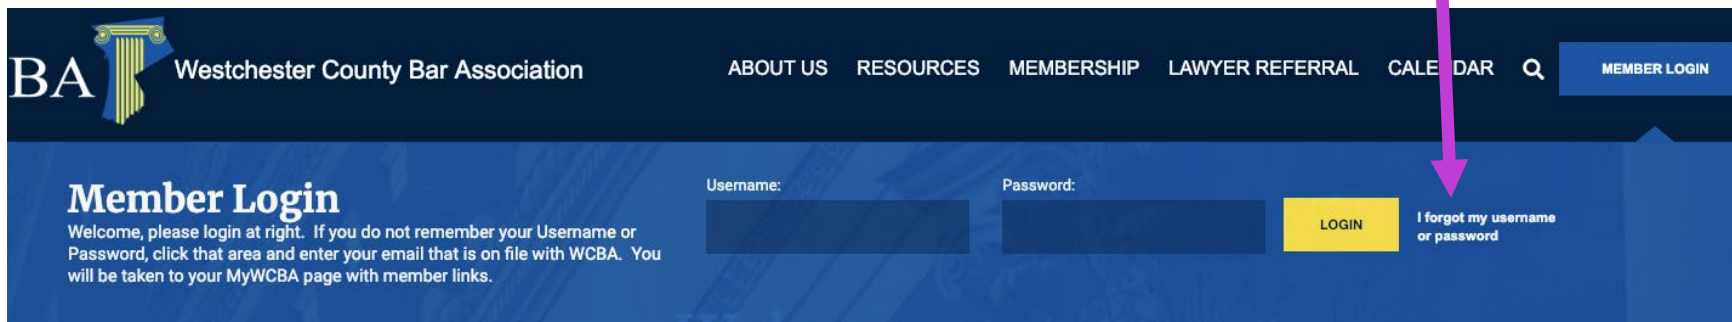 BA
Westchester County Bar Association
ABOUT US RESOURCES MEMBERSHIP LAWYER REFERRAL CALENDAR MEMBER LOGIN
Member Login
Welcome, please login at right. If you do not remember your Username or
Password, click that area and enter your email that is on file with WCBA. You
will be taken to your MyWCBA page with member links.
Username:
Password:
LOGIN
I forgot my username
or password